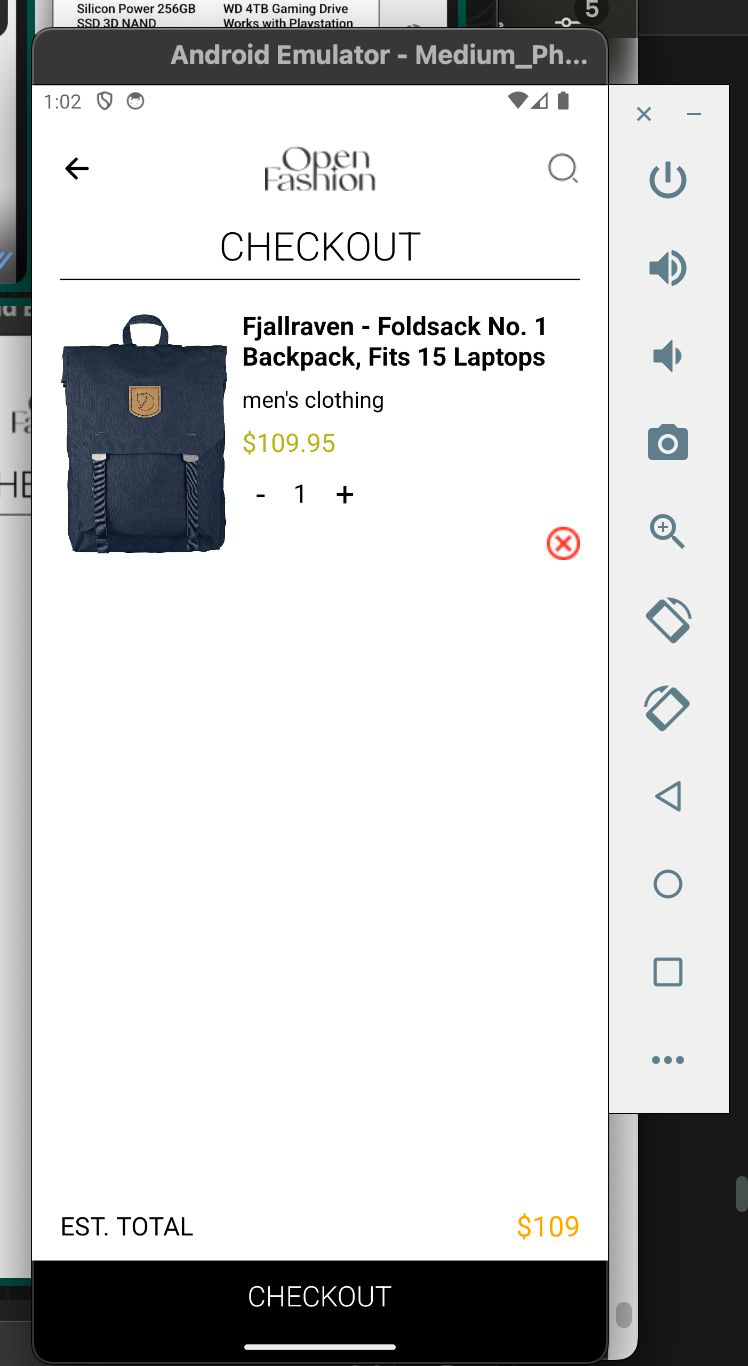 Silicon Power 256GB
SSD 3D NAND
WD 4TB Gaming Drive
Works with Playstation
5
Android Emulator - Medium_Ph...
1:02
Open
Fashion
CHECKOUT
Fjallraven - Foldsack No. 1
Backpack, Fits 15 Laptops
men's clothing
$109.95
- 1 +
EST. TOTAL
$109
CHECKOUT